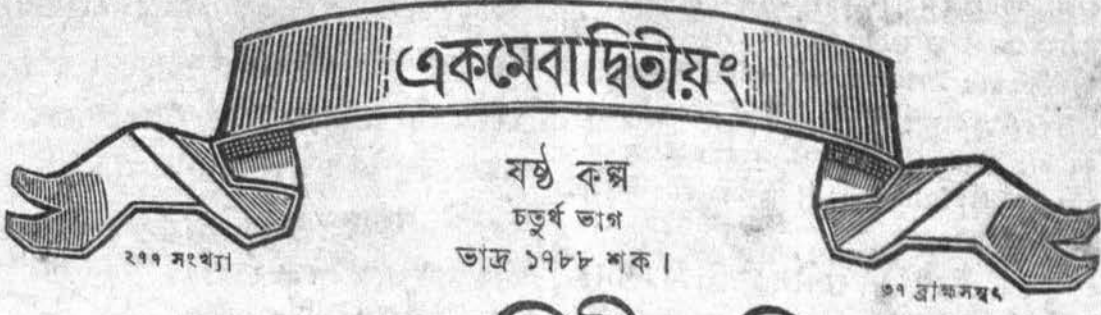 একমেবাদ্বিতীয়ং
ষষ্ঠ কল্প
চতুর্থ ভাগ
ভাদ্র ১৭৮৮ শক।
২৭৭ সংখ্যা
৩৭ ব্রাহ্মসম্বৎ